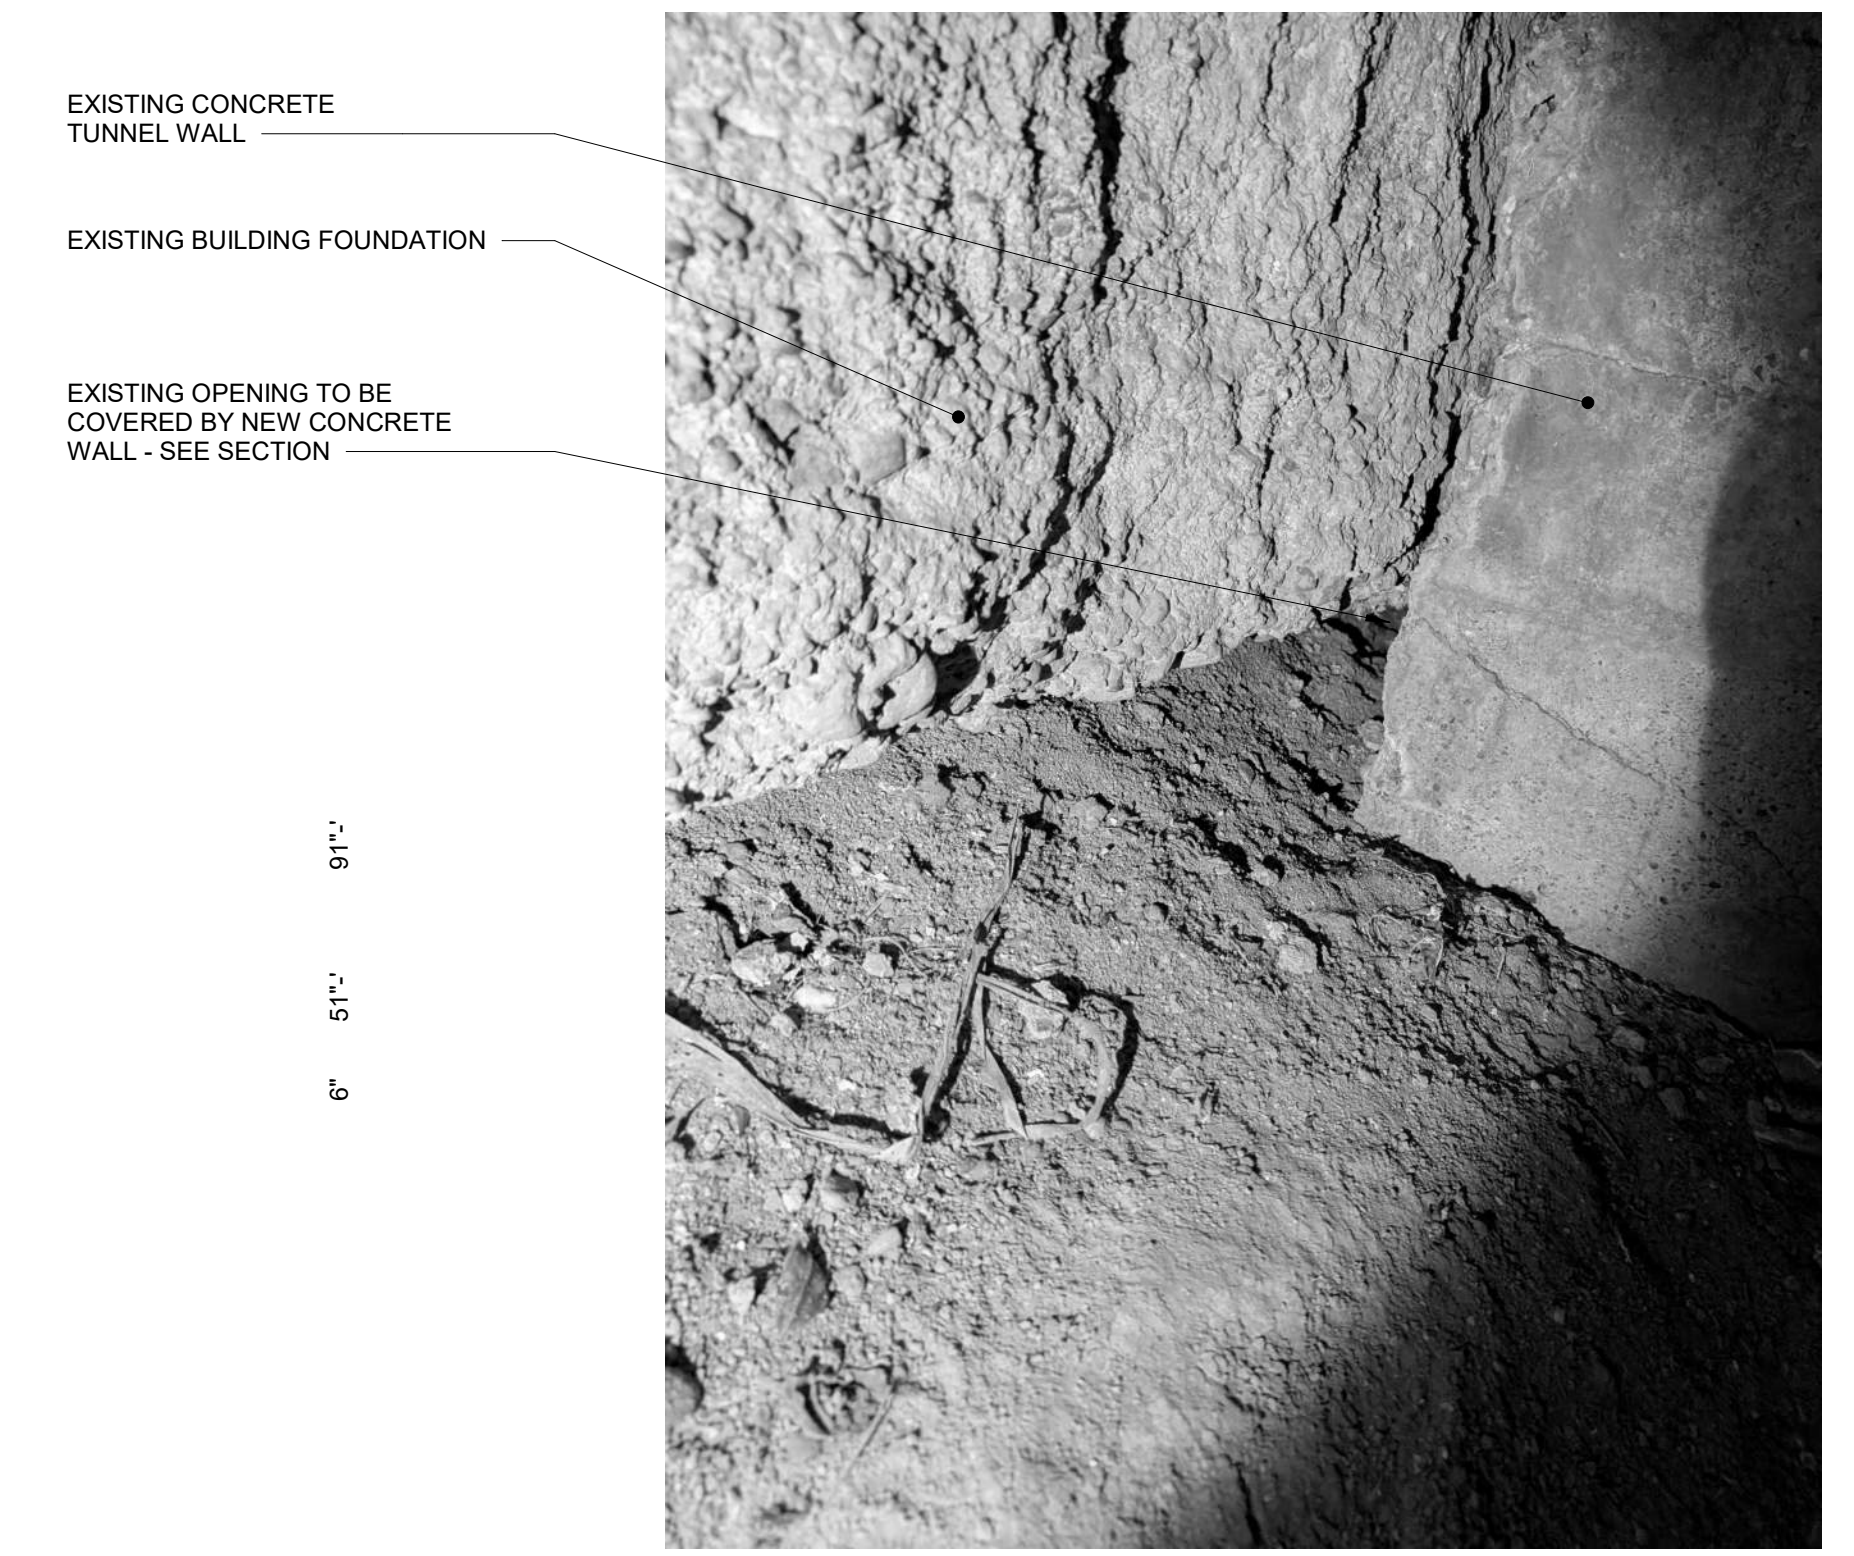 EXISTING CONCRETE
TUNNEL WALL
EXISTING BUILDING FOUNDATION
EXISTING OPENING TO BE
COVERED BY NEW CONCRETE
WALL - SEE SECTION
91"-'
51"-'
6"